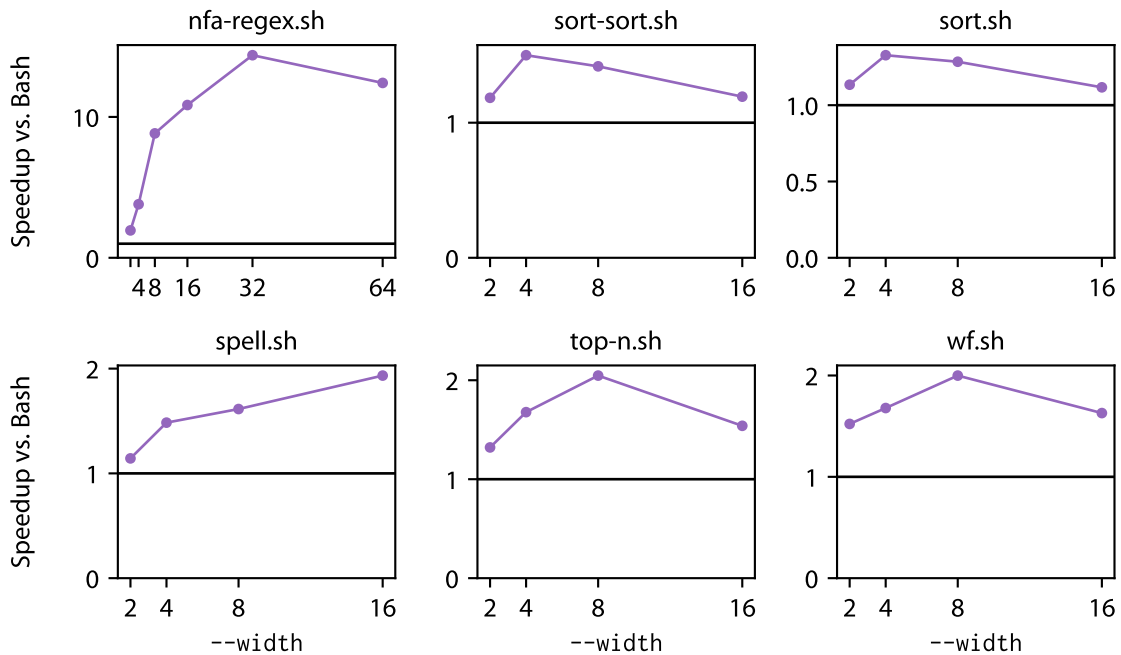 nfa-regex.sh
Speedup vs. Bash
10
0
4 8 16 32 64
sort-sort.sh
1
0
2 4 8 16
sort.sh
1.0
0.5
0.0
2 4 8 16
spell.sh
Speedup vs. Bash
2
1
0
2 4 8 16
--width
top-n.sh
2
1
0
2 4 8 16
--width
wf.sh
2
1
0
2 4 8 16
--width